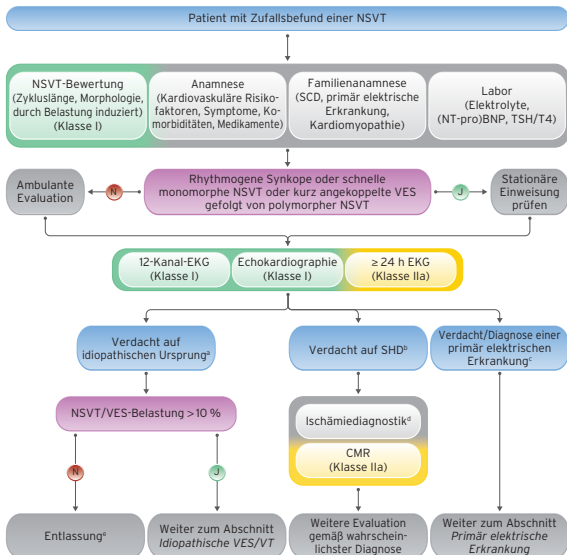 Patient mit Zufallsbefund einer NSVT
NSVT-Bewertung
(Zykluslänge, Morphologie,
durch Belastung induziert)
(Klasse I)
Anamnese
(Kardiovaskuläre Risiko-
faktoren, Symptome, Ko-
morbiditäten, Medikamente)
Familienanamnese
(SCD, primär elektrische
Erkrankung,
Kardiomyopathie)
Labor
(Elektrolyte,
(NT-pro)BNP, TSH/T4)
Ambulante
Evaluation
N
Rhythmogene Synkope oder schnelle
monomorphe NSVT oder kurz angekoppelte VES
gefolgt von polymorpher NSVT
J
Stationäre
Einweisung
prüfen
12-Kanal-EKG
(Klasse I)
Echokardiographie
(Klasse I)
≥ 24 h EKG
(Klasse IIa)
Verdacht auf
idiopathischen Ursprungᵃ
Verdacht auf SHDᵇ
Verdacht/Diagnose einer
primär elektrischen
Erkrankungᶜ
NSVT/VES-Belastung > 10 %
Ischämiediagnostikᵈ
CMR
(Klasse IIa)
N
J
Entlassungᵉ
Weiter zum Abschnitt
Idiopathische VES/VT
Weitere Evaluation
gemäß wahrschein-
lichster Diagnose
Weiter zum Abschnitt
Primär elektrische
Erkrankung